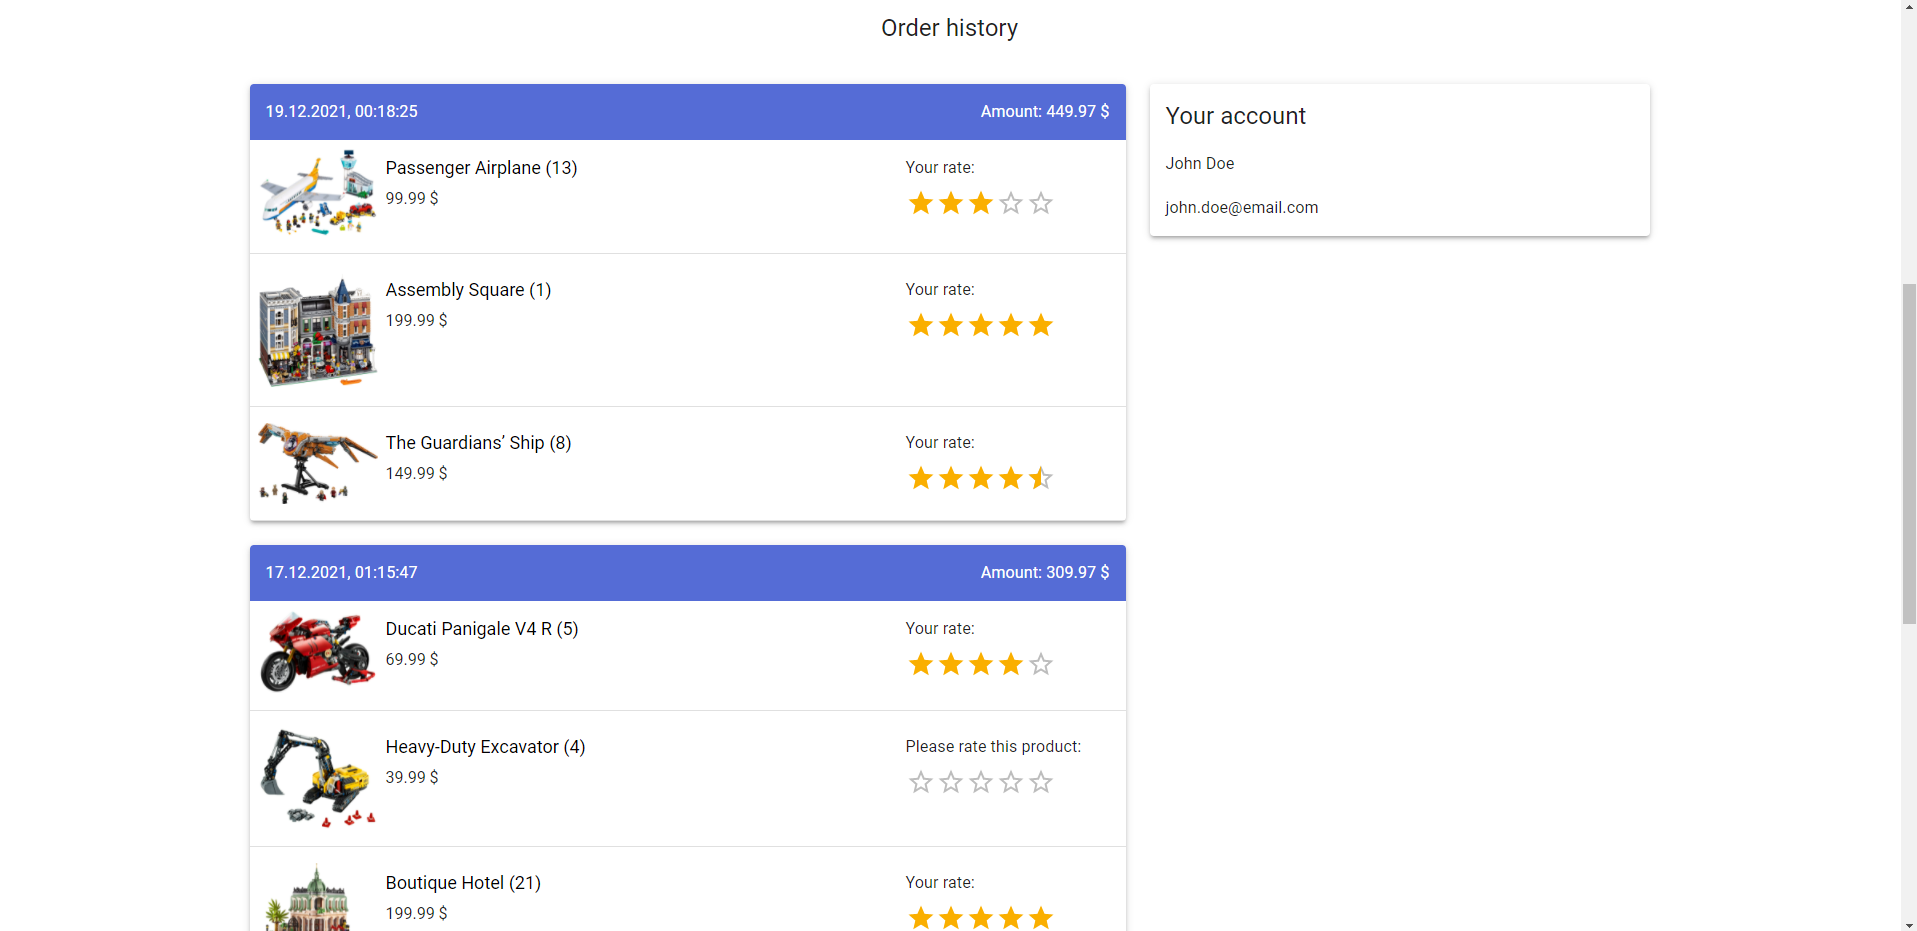 Order history
19.12.2021, 00:18:25 Amount: 449.97 $
Passenger Airplane (13) Your rate:
99.99 $
Assembly Square (1) Your rate:
199.99 $
The Guardians’ Ship (8) Your rate:
149.99 $
17.12.2021, 01:15:47 Amount: 309.97 $
Ducati Panigale V4 R (5) Your rate:
69.99 $
Heavy-Duty Excavator (4) Please rate this product:
39.99 $
Boutique Hotel (21) Your rate:
199.99 $
Your account
John Doe
john.doe@email.com